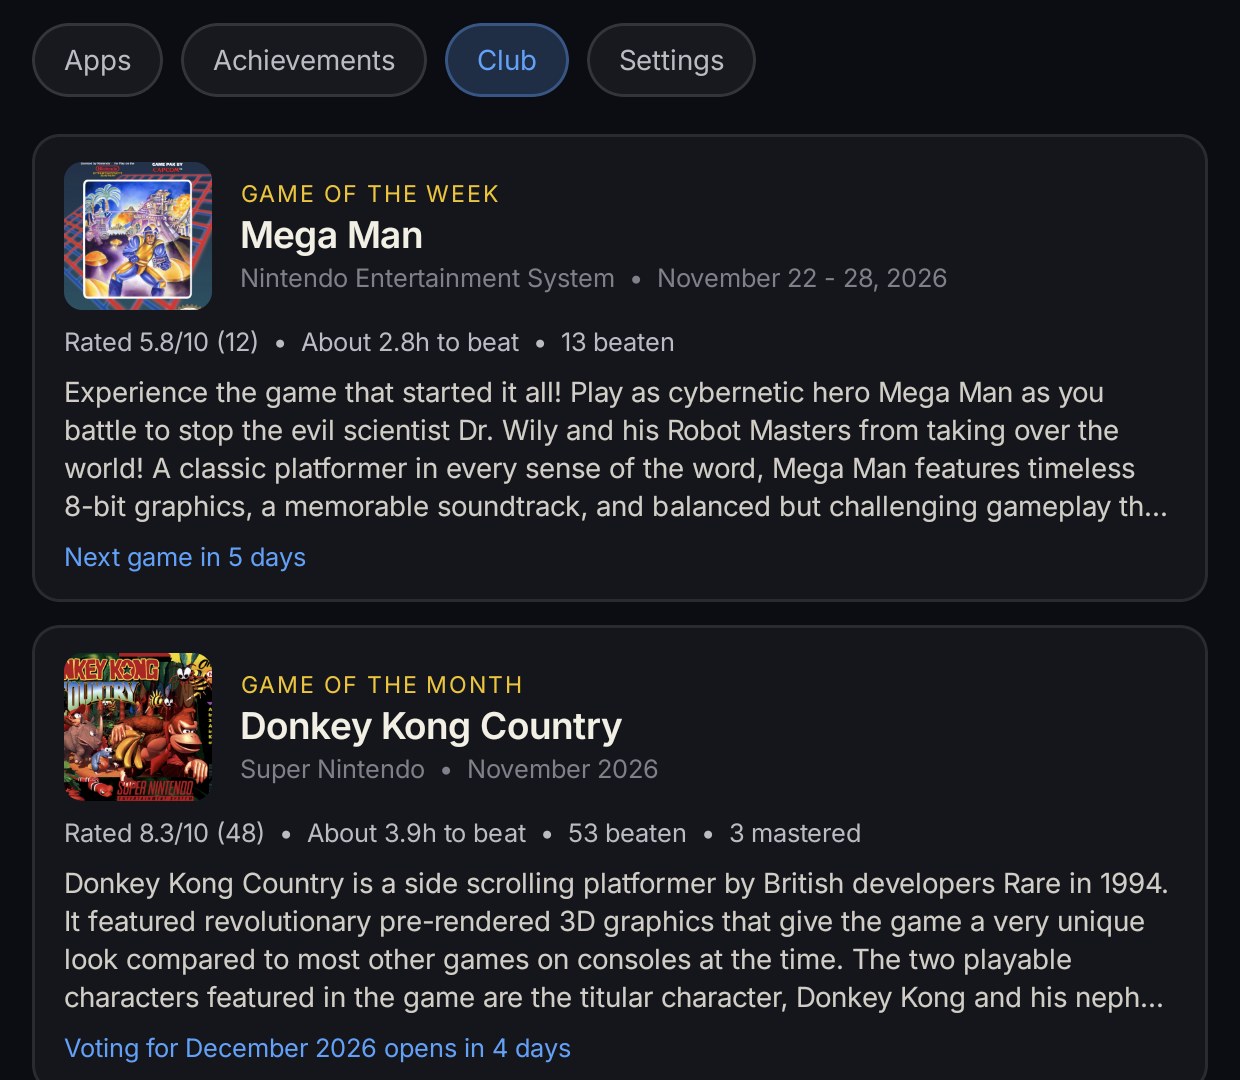 Apps
Achievements
Club
Settings
GAME OF THE WEEK
Mega Man
Nintendo Entertainment System • November 22 - 28, 2026
Rated 5.8/10 (12) • About 2.8h to beat • 13 beaten
Experience the game that started it all! Play as cybernetic hero Mega Man as you
battle to stop the evil scientist Dr. Wily and his Robot Masters from taking over the
world! A classic platformer in every sense of the word, Mega Man features timeless
8-bit graphics, a memorable soundtrack, and balanced but challenging gameplay th...
Next game in 5 days
NKEY KONG
OUNTRY
SUPER NINTENDO
GAME OF THE MONTH
Donkey Kong Country
Super Nintendo • November 2026
Rated 8.3/10 (48) • About 3.9h to beat • 53 beaten • 3 mastered
Donkey Kong Country is a side scrolling platformer by British developers Rare in 1994.
It featured revolutionary pre-rendered 3D graphics that give the game a very unique
look compared to most other games on consoles at the time. The two playable
characters featured in the game are the titular character, Donkey Kong and his neph...
Voting for December 2026 opens in 4 days